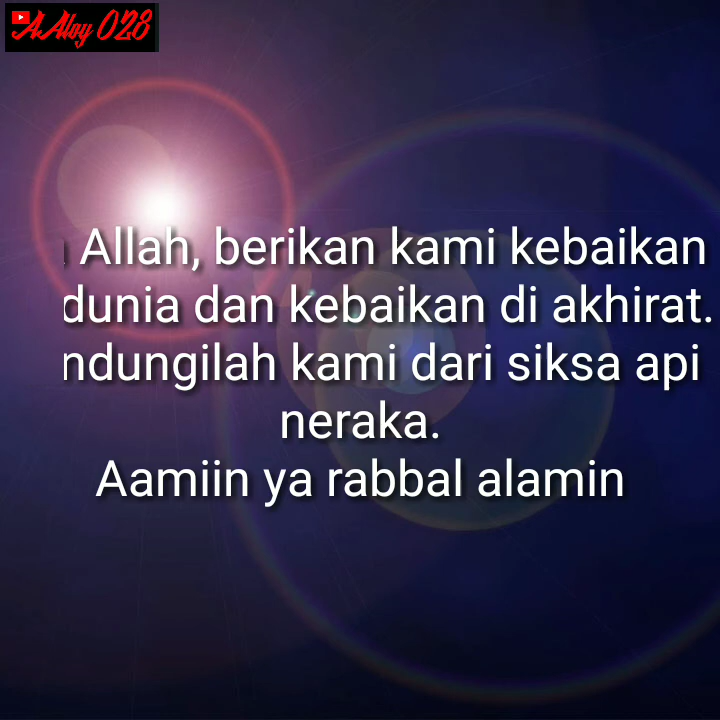 AAloy 028
Allah, berikan kami kebaikan
dunia dan kebaikan di akhirat.
ndungilah kami dari siksa api
neraka.
Aamiin ya rabbal alamin